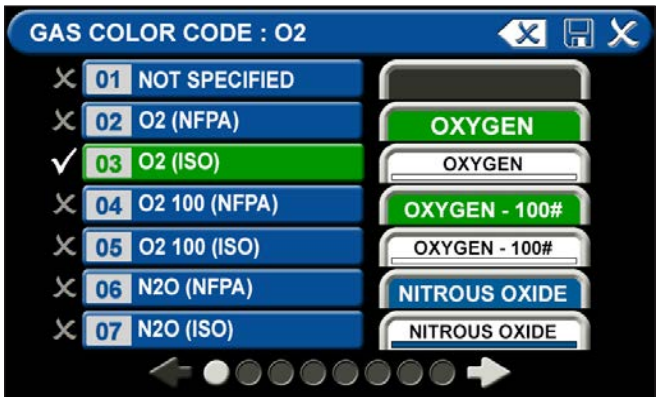 GAS COLOR CODE : O2
01 NOT SPECIFIED
02 O2 (NFPA) OXYGEN
03 O2 (ISO) OXYGEN
04 O2 100 (NFPA) OXYGEN - 100#
05 O2 100 (ISO) OXYGEN - 100#
06 N2O (NFPA) NITROUS OXIDE
07 N2O (ISO) NITROUS OXIDE